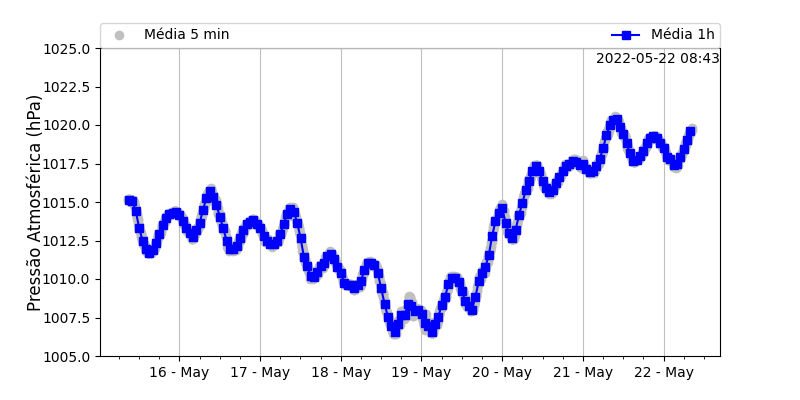 Média 5 min
Média 1h
2022-05-22 08:43
Pressão Atmosférica (hPa)
1025.0
1022.5
1020.0
1017.5
1015.0
1012.5
1010.0
1007.5
1005.0
16 - May
17 - May
18 - May
19 - May
20 - May
21 - May
22 - May